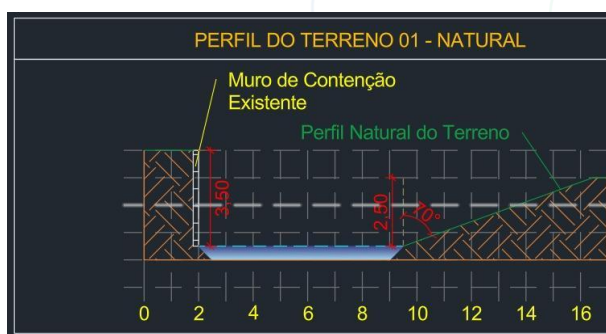 PERFIL DO TERRENO 01 - NATURAL
Muro de Contenção
Existente
Perfil Natural do Terreno
3,50
2,50
70°
0 2 4 6 8 10 12 14 16